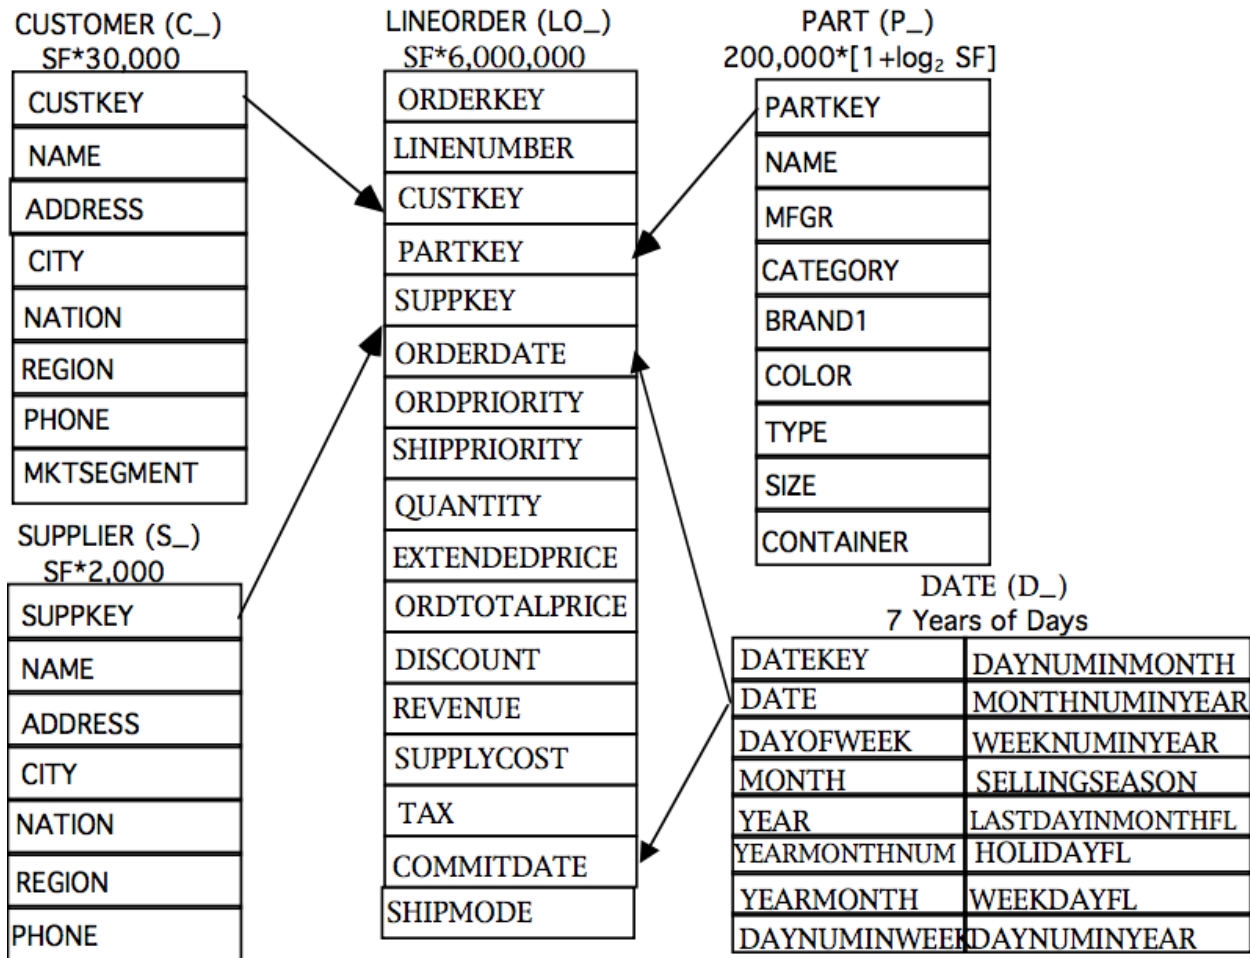 CUSTOMER (C_)
SF*30,000
CUSTKEY
NAME
ADDRESS
CITY
NATION
REGION
PHONE
MKTSEGMENT
SUPPLIER (S_)
SF*2,000
SUPPKEY
NAME
ADDRESS
CITY
NATION
REGION
PHONE
LINEORDER (LO_)
SF*6,000,000
ORDERKEY
LINENUMBER
CUSTKEY
PARTKEY
SUPPKEY
ORDERDATE
ORDPRIORITY
SHIPPRIORITY
QUANTITY
EXTENDEDPRICE
ORDTOTALPRICE
DISCOUNT
REVENUE
SUPPLYCOST
TAX
COMMITDATE
SHIPMODE
PART (P_)
200,000*[1+log₂ SF]
PARTKEY
NAME
MFGR
CATEGORY
BRAND1
COLOR
TYPE
SIZE
CONTAINER
DATE (D_)
7 Years of Days
DATEKEY DAYNUMINMONTH
DATE MONTHNUMINYEAR
DAYOFWEEK WEEKNUMINYEAR
MONTH SELLINGSEASON
YEAR LASTDAYINMONTHFL
YEARMONTHNUM HOLIDAYFL
YEARMONTH WEEKDAYFL
DAYNUMINWEEK DAYNUMINYEAR